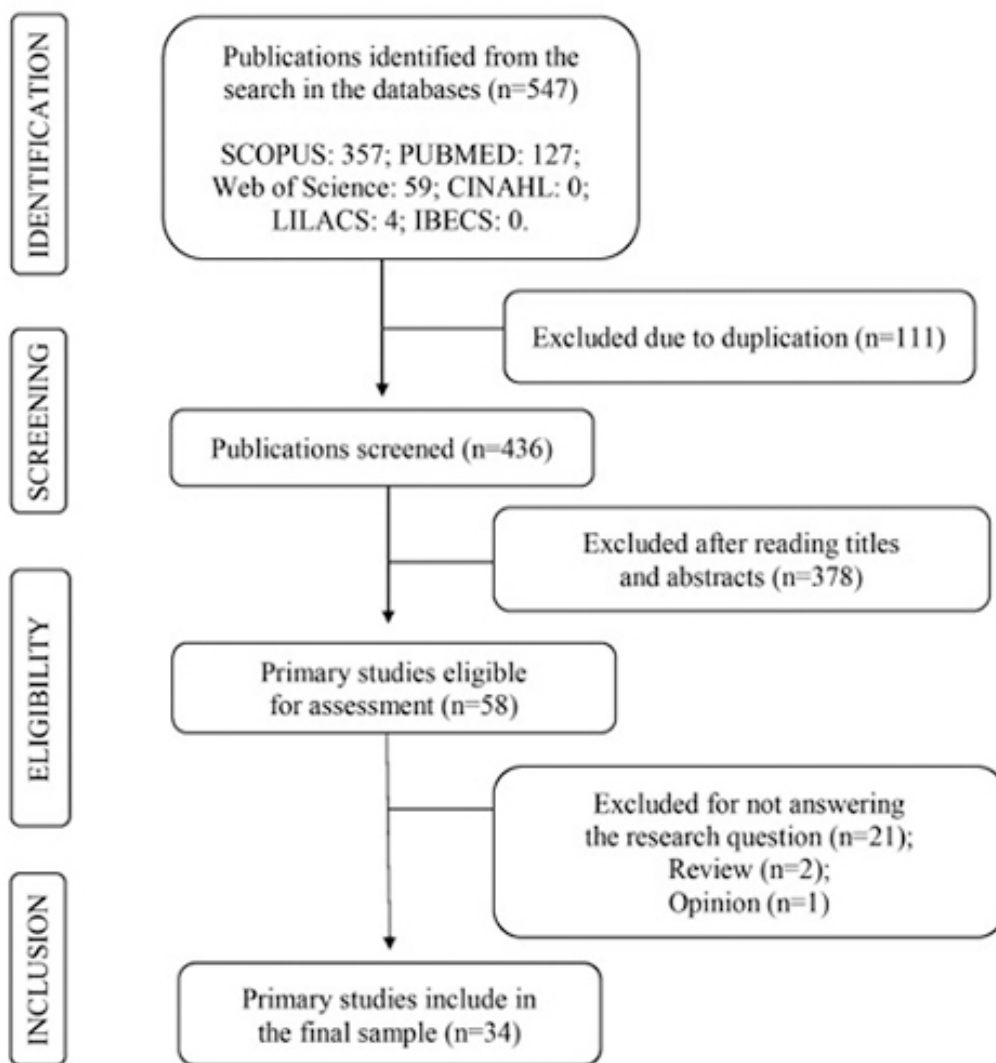 IDENTIFICATION
Publications identified from the
search in the databases (n=547)
SCOPUS: 357; PUBMED: 127;
Web of Science: 59; CINAHL: 0;
LILACS: 4; IBECS: 0.
Excluded due to duplication (n=111)
SCREENING
Publications screened (n=436)
Excluded after reading titles
and abstracts (n=378)
ELIGIBILITY
Primary studies eligible
for assessment (n=58)
Excluded for not answering
the research question (n=21);
Review (n=2);
Opinion (n=1)
INCLUSION
Primary studies include in
the final sample (n=34)